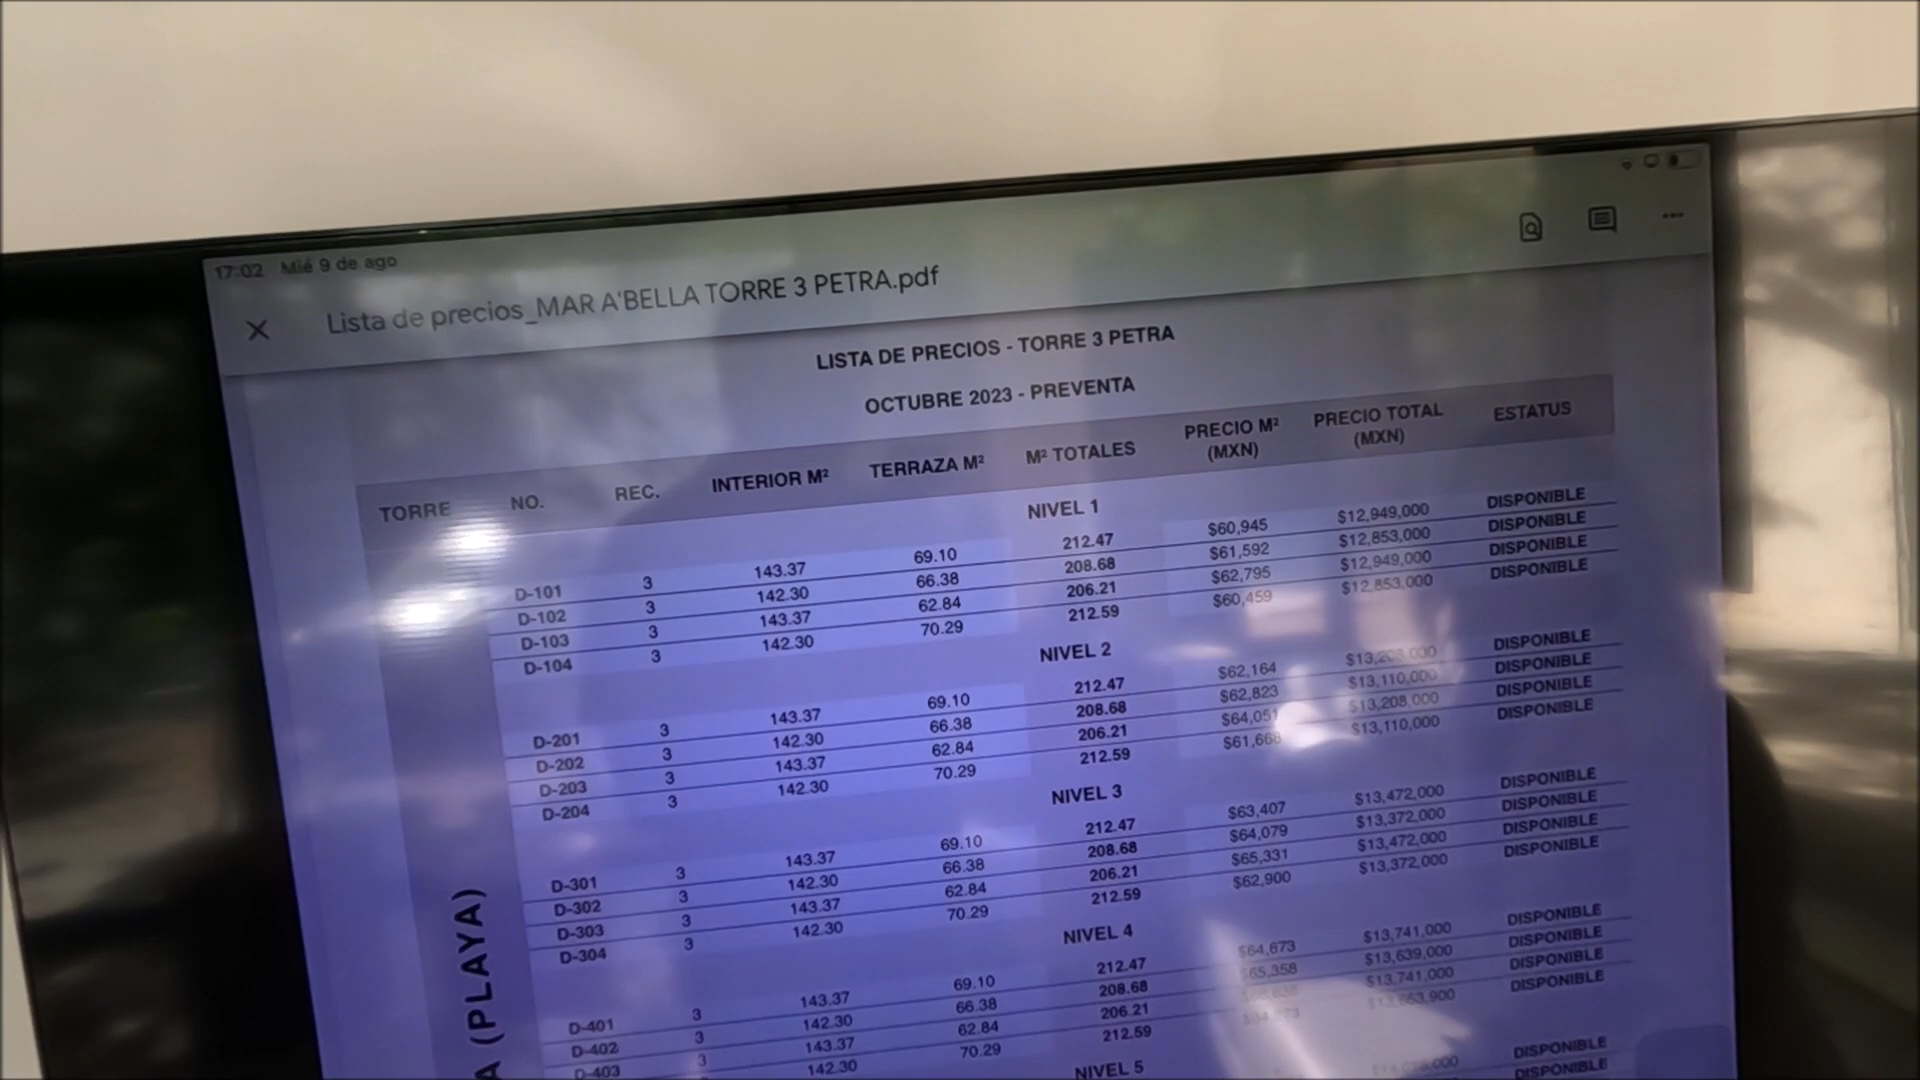 17:02 Mié 9 de ago
Lista de precios_MAR A'BELLA TORRE 3 PETRA.pdf
LISTA DE PRECIOS - TORRE 3 PETRA
OCTUBRE 2023 - PREVENTA
TORRE NO. REC. INTERIOR M² TERRAZA M² M² TOTALES PRECIO M² (MXN) PRECIO TOTAL (MXN) ESTATUS
NIVEL 1
D-101 3 143.37 69.10 212.47 $60,945 $12,949,000 DISPONIBLE
D-102 3 142.30 66.38 208.68 $61,592 $12,853,000 DISPONIBLE
D-103 3 143.37 62.84 206.21 $62,795 $12,949,000 DISPONIBLE
D-104 3 142.30 70.29 212.59 $60,459 $12,853,000 DISPONIBLE
NIVEL 2
D-201 3 143.37 69.10 212.47 $62,164 DISPONIBLE
D-202 3 142.30 66.38 208.68 $62,823 $13,110,000 DISPONIBLE
D-203 3 143.37 62.84 206.21 $64,051 $13,208,000 DISPONIBLE
D-204 3 142.30 70.29 212.59 $61,668 $13,110,000 DISPONIBLE
NIVEL 3
D-301 3 143.37 69.10 212.47 $63,407 $13,472,000 DISPONIBLE
D-302 3 142.30 66.38 208.68 $64,079 $13,372,000 DISPONIBLE
D-303 3 143.37 62.84 206.21 $65,331 $13,472,000 DISPONIBLE
D-304 3 142.30 70.29 212.59 $62,900 $13,372,000 DISPONIBLE
NIVEL 4
D-401 3 143.37 69.10 212.47 $64,673 $13,741,000 DISPONIBLE
D-402 3 142.30 66.38 208.68 $65,358 $13,639,000 DISPONIBLE
D-403 3 143.37 62.84 206.21 $13,741,000 DISPONIBLE
142.30 70.29 212.59 DISPONIBLE
NIVEL 5
DISPONIBLE
DISPONIBLE
A (PLAYA)